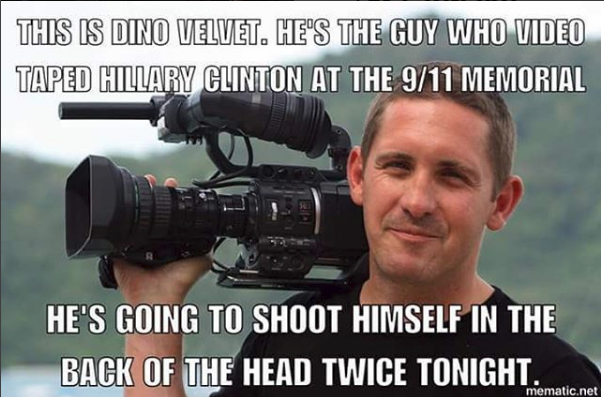 THIS IS DINO VELVET. HE'S THE GUY WHO VIDEO
TAPED HILLARY CLINTON AT THE 9/11 MEMORIAL
HE'S GOING TO SHOOT HIMSELF IN THE
BACK OF THE HEAD TWICE TONIGHT.
mematic.net